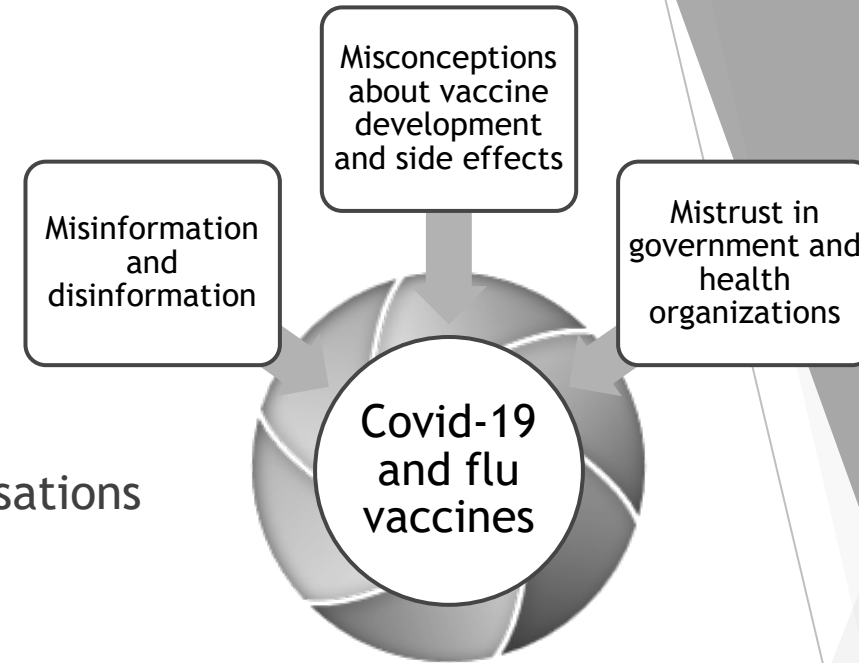 Misconceptions
about vaccine
development
and side effects
Misinformation
and
disinformation
Mistrust in
government and
health
organizations
Covid-19
and flu
vaccines
sations